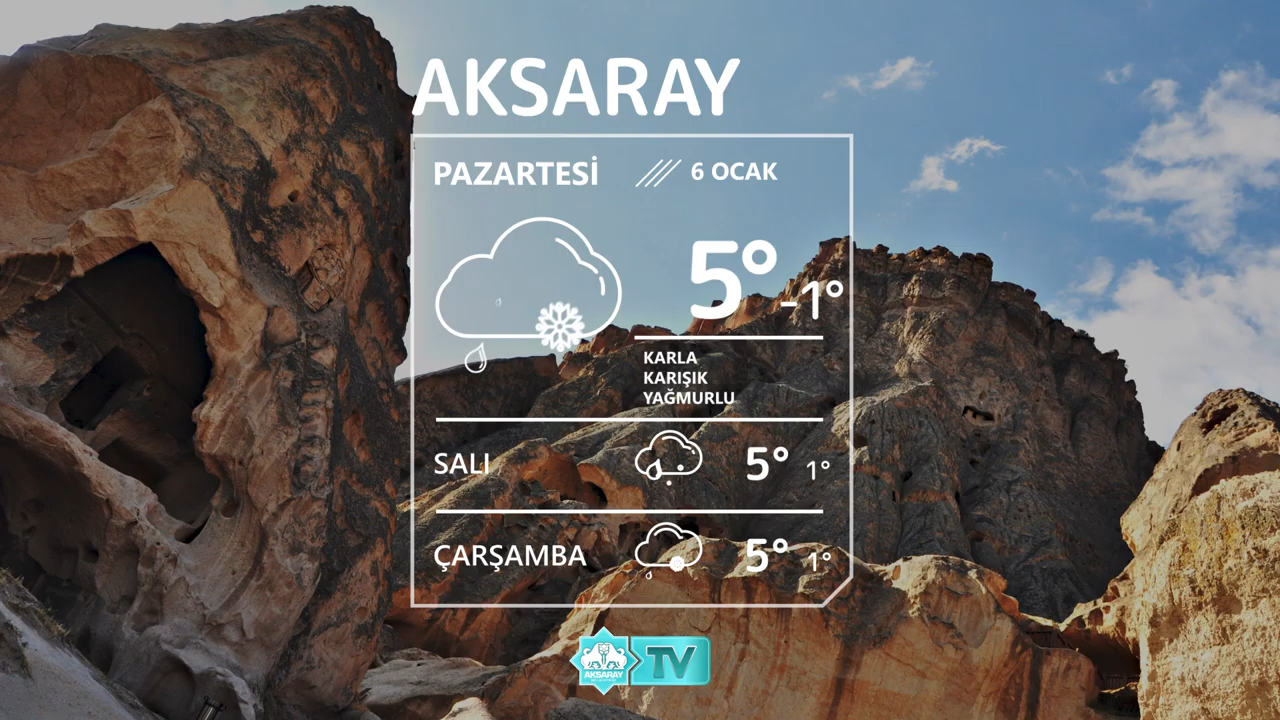 AKSARAY
PAZARTESİ /// 6 OCAK
5° -1°
KARLA
KARIŞIK
YAĞMURLU
SALI 5° 1°
ÇARŞAMBA 5° 1°
AKSARAY TV